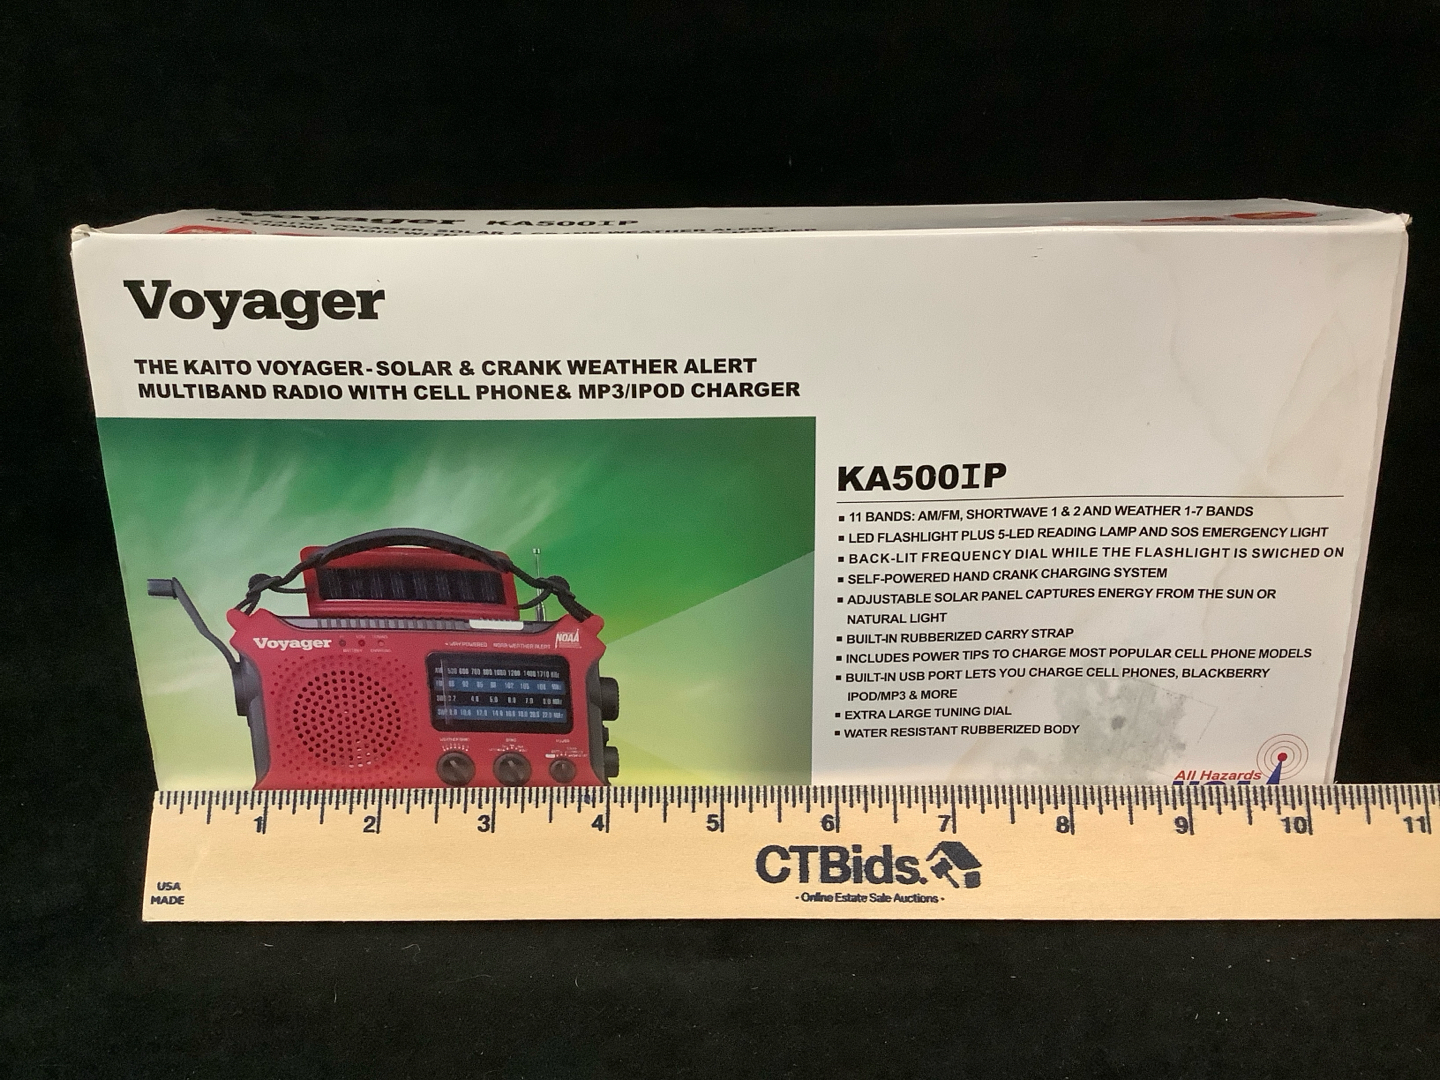 Voyager KA500IP
Voyager
THE KAITO VOYAGER-SOLAR & CRANK WEATHER ALERT
MULTIBAND RADIO WITH CELL PHONE& MP3/IPOD CHARGER
KA500IP
▪ 11 BANDS: AM/FM, SHORTWAVE 1 & 2 AND WEATHER 1-7 BANDS
▪ LED FLASHLIGHT PLUS 5-LED READING LAMP AND SOS EMERGENCY LIGHT
▪ BACK-LIT FREQUENCY DIAL WHILE THE FLASHLIGHT IS SWICHED ON
▪ SELF-POWERED HAND CRANK CHARGING SYSTEM
▪ ADJUSTABLE SOLAR PANEL CAPTURES ENERGY FROM THE SUN OR
NATURAL LIGHT
▪ BUILT-IN RUBBERIZED CARRY STRAP
▪ INCLUDES POWER TIPS TO CHARGE MOST POPULAR CELL PHONE MODELS
▪ BUILT-IN USB PORT LETS YOU CHARGE CELL PHONES, BLACKBERRY
IPOD/MP3 & MORE
▪ EXTRA LARGE TUNING DIAL
▪ WATER RESISTANT RUBBERIZED BODY
Voyager
NOAA
All Hazards
1 2 3 4 5 6 7 8 9 10 11
CTBids.
- Online Estate Sale Auctions -
USA
MADE